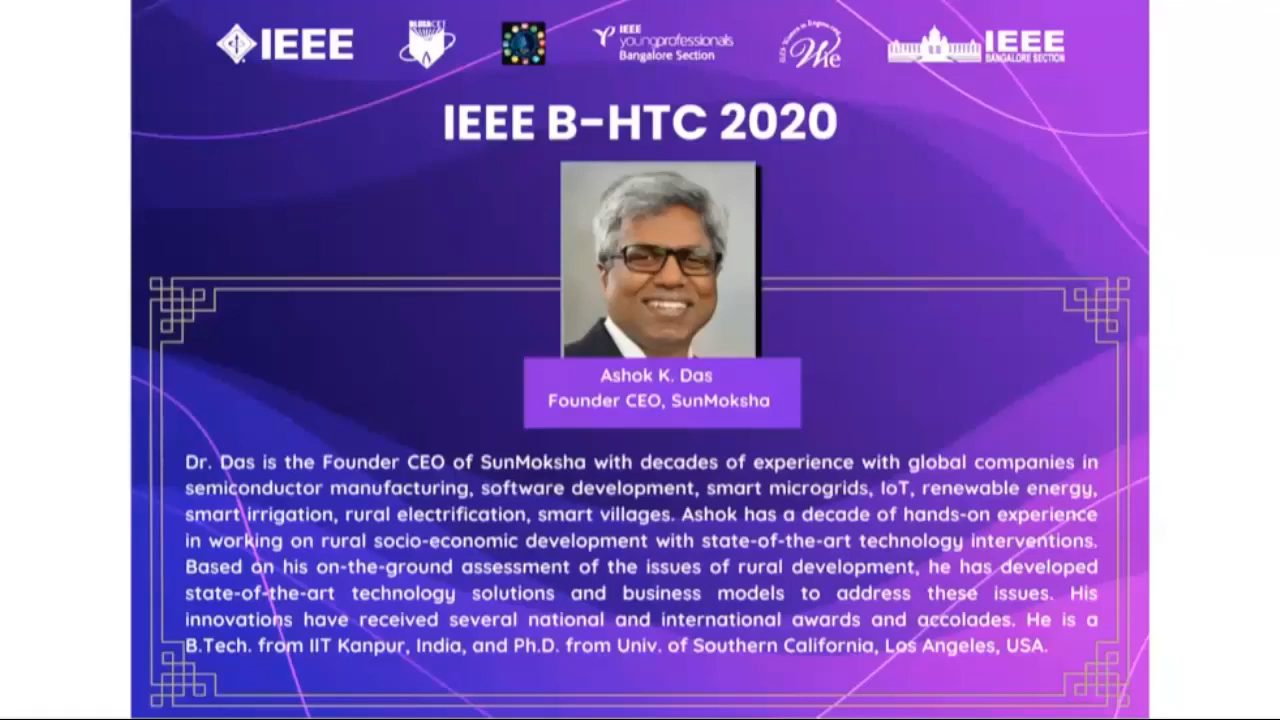 IEEE
IEEE
youngprofessionals
Bangalore Section
IEEE
BANGALORE SECTION
IEEE B-HTC 2020
Ashok K. Das
Founder CEO, SunMoksha
Dr. Das is the Founder CEO of SunMoksha with decades of experience with global companies in
semiconductor manufacturing, software development, smart microgrids, IoT, renewable energy,
smart irrigation, rural electrification, smart villages. Ashok has a decade of hands-on experience
in working on rural socio-economic development with state-of-the-art technology interventions.
Based on his on-the-ground assessment of the issues of rural development, he has developed
state-of-the-art technology solutions and business models to address these issues. His
innovations have received several national and international awards and accolades. He is a
B.Tech. from IIT Kanpur, India, and Ph.D. from Univ. of Southern California, Los Angeles, USA.